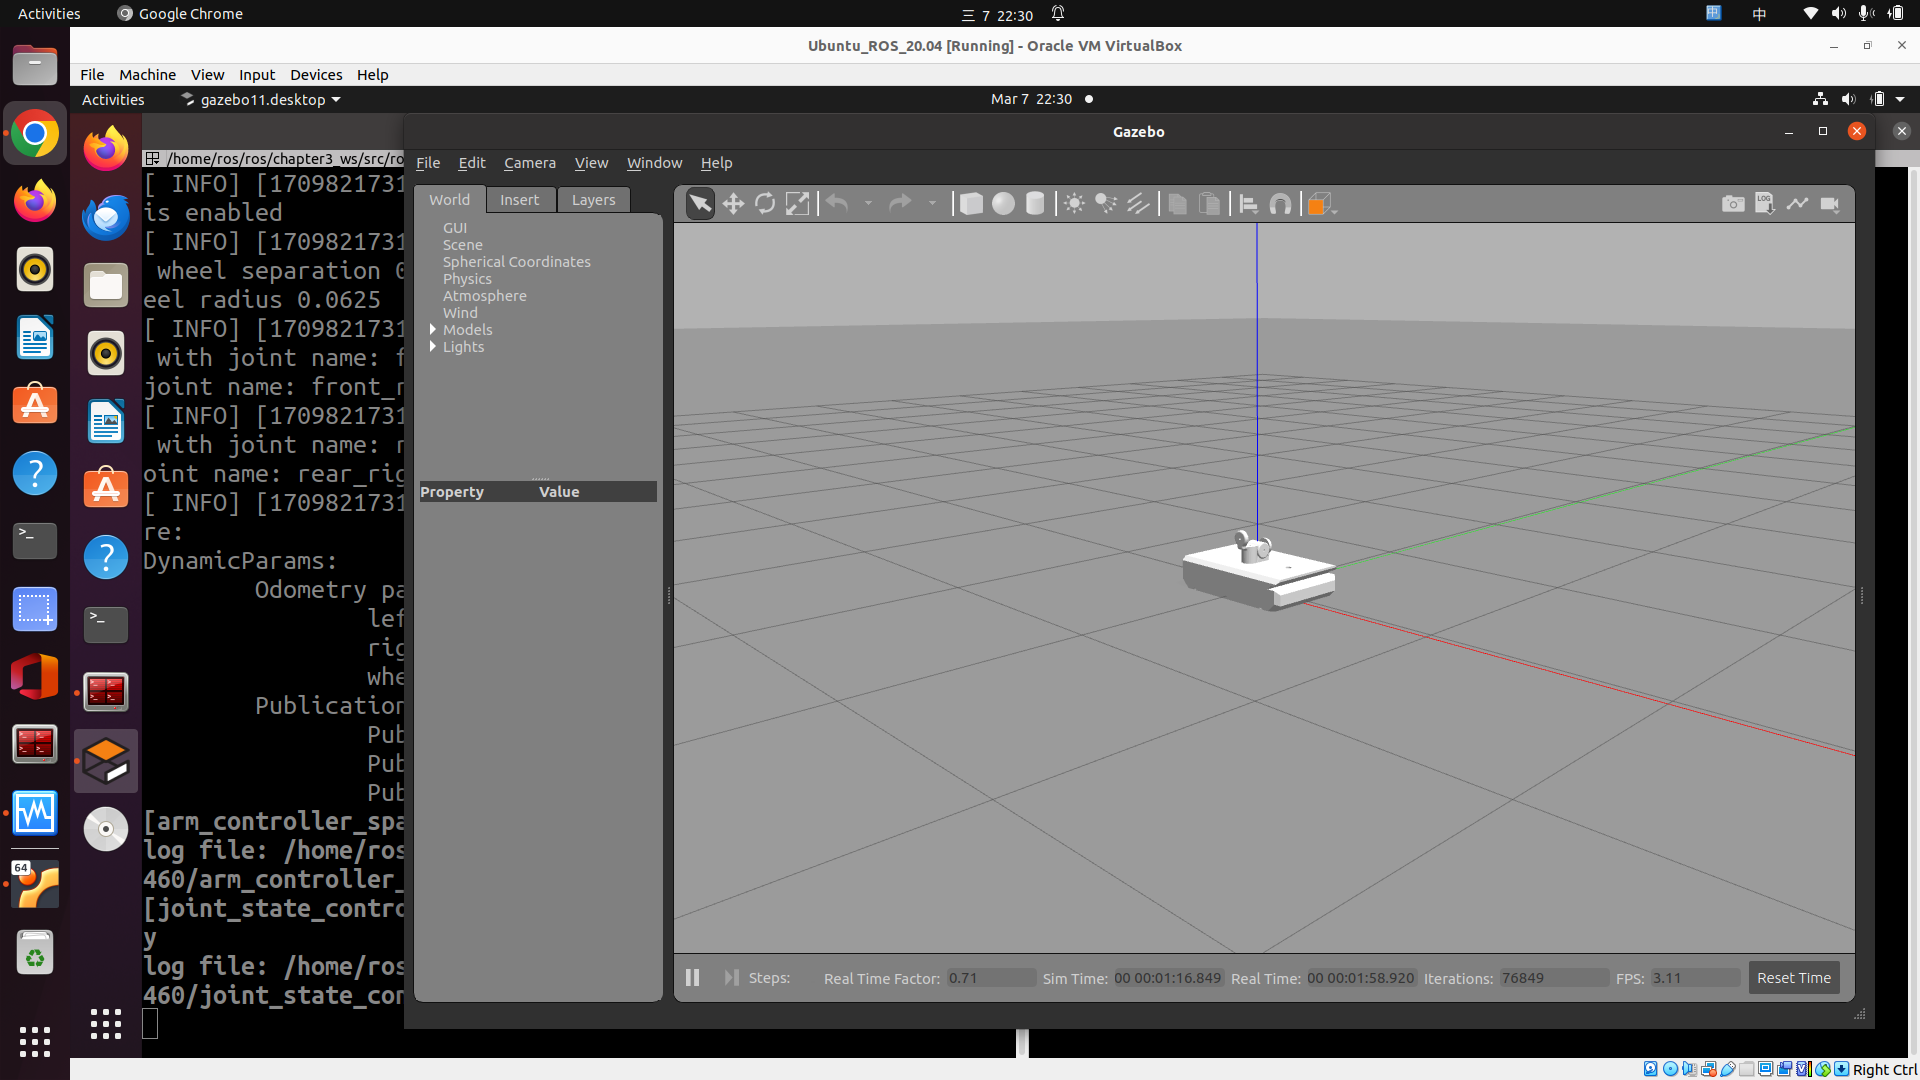 Activities
Google Chrome
三 7 22:30
中
中
Ubuntu_ROS_20.04 [Running] - Oracle VM VirtualBox
File Machine View Input Devices Help
Activities
gazebo11.desktop
Mar 7 22:30
Gazebo
/home/ros/ros/chapter3_ws/src/ro
[ INFO] [1709821731
is enabled
[ INFO] [1709821731
wheel separation 0
eel radius 0.0625
[ INFO] [1709821731
with joint name: f
joint name: front_r
[ INFO] [1709821731
with joint name: r
oint name: rear_rig
[ INFO] [1709821731
re:
DynamicParams:
Odometry pa
lef
rig
whe
Publication
Pub
Pub
Pub
[arm_controller_spa
log file: /home/ros
460/arm_controller_
[joint_state_contro
y
log file: /home/ros
460/joint_state_con
File Edit Camera View Window Help
World Insert Layers
GUI
Scene
Spherical Coordinates
Physics
Atmosphere
Wind
Models
Lights
Property Value
LOG
Steps: Real Time Factor: 0.71 Sim Time: 00 00:01:16.849 Real Time: 00 00:01:58.920 Iterations: 76849 FPS: 3.11 Reset Time
64
Right Ctrl